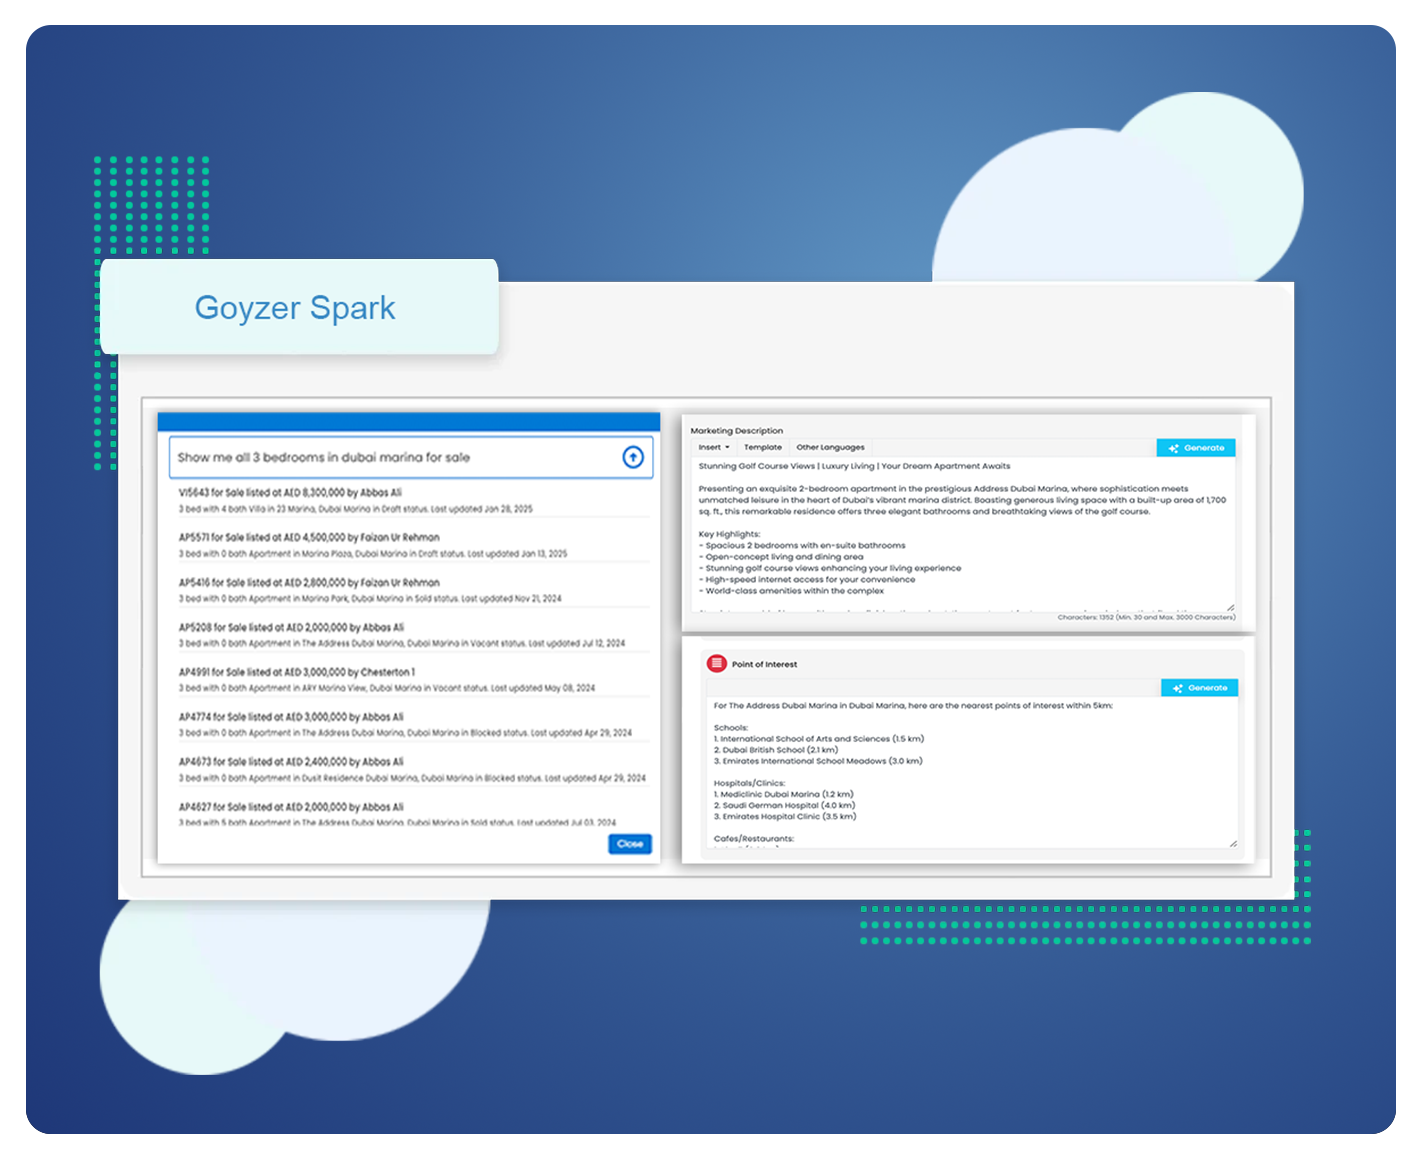 Goyzer Spark
Show me all 3 bedrooms in dubai marina for sale
VI5643 for Sale listed at AED 8,300,000 by Abbas Ali
3 bed with 4 bath Villa in 23 Marina, Dubai Marina in Draft status. Last updated Jan 28, 2025
AP5571 for Sale listed at AED 4,500,000 by Faizan Ur Rehman
3 bed with 0 bath Apartment in Marina Plaza, Dubai Marina in Draft status. Last updated Jan 13, 2025
AP5416 for Sale listed at AED 2,800,000 by Faizan Ur Rehman
3 bed with 0 bath Apartment in Marina Park, Dubai Marina in Sold status. Last updated Nov 21, 2024
AP5208 for Sale listed at AED 2,000,000 by Abbas Ali
3 bed with 0 bath Apartment in The Address Dubai Marina, Dubai Marina in Vacant status. Last updated Jul 12, 2024
AP4991 for Sale listed at AED 3,000,000 by Chesterton 1
3 bed with 0 bath Apartment in ARY Marina View, Dubai Marina in Vacant status. Last updated May 08, 2024
AP4774 for Sale listed at AED 3,000,000 by Abbas Ali
3 bed with 0 bath Apartment in The Address Dubai Marina, Dubai Marina in Blocked status. Last updated Apr 29, 2024
AP4673 for Sale listed at AED 2,400,000 by Abbas Ali
3 bed with 0 bath Apartment in Dusit Residence Dubai Marina, Dubai Marina in Blocked status. Last updated Apr 29, 2024
AP4627 for Sale listed at AED 2,000,000 by Abbas Ali
3 bed with 5 bath Apartment in The Address Dubai Marina, Dubai Marina in Sold status. Last updated Jul 03, 2024
Close
Marketing Description
Insert Template Other Languages Generate
Stunning Golf Course Views | Luxury Living | Your Dream Apartment Awaits
Presenting an exquisite 2-bedroom apartment in the prestigious Address Dubai Marina, where sophistication meets
unmatched leisure in the heart of Dubai's vibrant marina district. Boasting generous living space with a built-up area of 1,700
sq. ft., this remarkable residence offers three elegant bathrooms and breathtaking views of the golf course.
Key Highlights:
- Spacious 2 bedrooms with en-suite bathrooms
- Open-concept living and dining area
- Stunning golf course views enhancing your living experience
- High-speed internet access for your convenience
- World-class amenities within the complex
Characters: 1352 (Min. 30 and Max. 3000 Characters)
Point of Interest
Generate
For The Address Dubai Marina in Dubai Marina, here are the nearest points of interest within 5km:
Schools:
1. International School of Arts and Sciences (1.5 km)
2. Dubai British School (2.1 km)
3. Emirates International School Meadows (3.0 km)
Hospitals/Clinics:
1. Mediclinic Dubai Marina (1.2 km)
2. Saudi German Hospital (4.0 km)
3. Emirates Hospital Clinic (3.5 km)
Cafes/Restaurants: